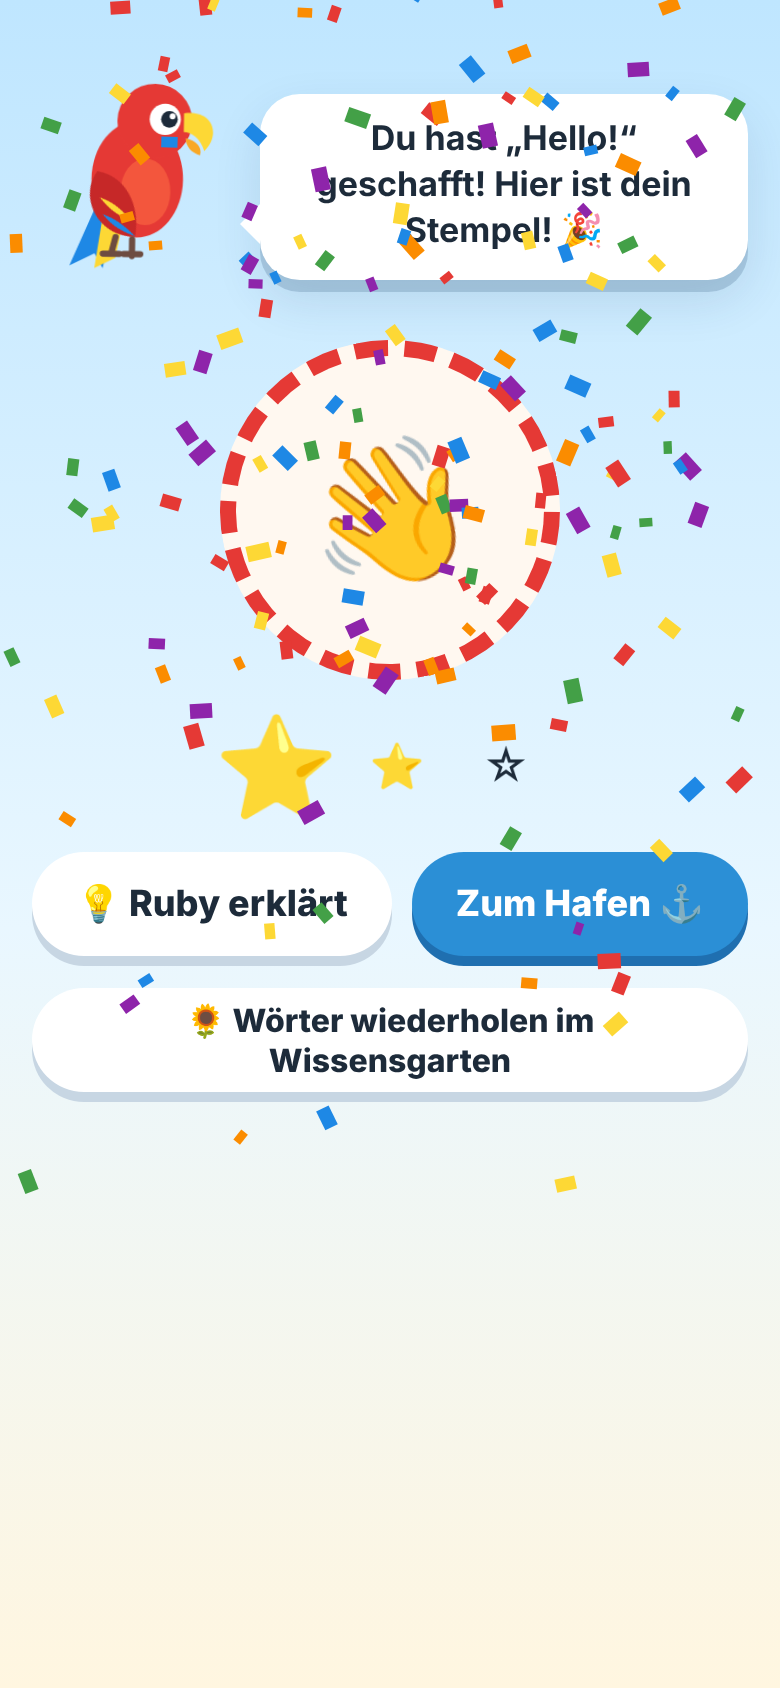 Du hast „Hello!“
geschafft! Hier ist dein
Stempel! 🎉
💡 Ruby erklärt
Zum Hafen ⚓
🌻 Wörter wiederholen im
Wissensgarten